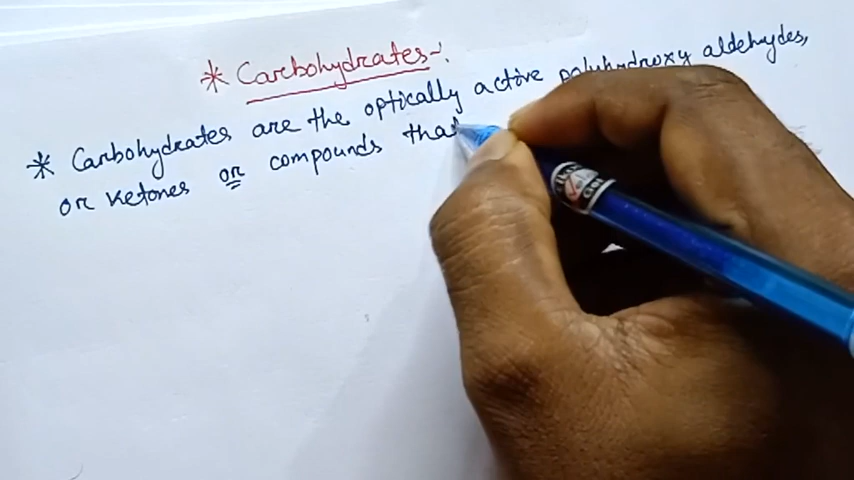 * Carbohydrates:-
* Carbohydrates are the optically active polyhydroxy aldehydes,
or ketones or compounds that